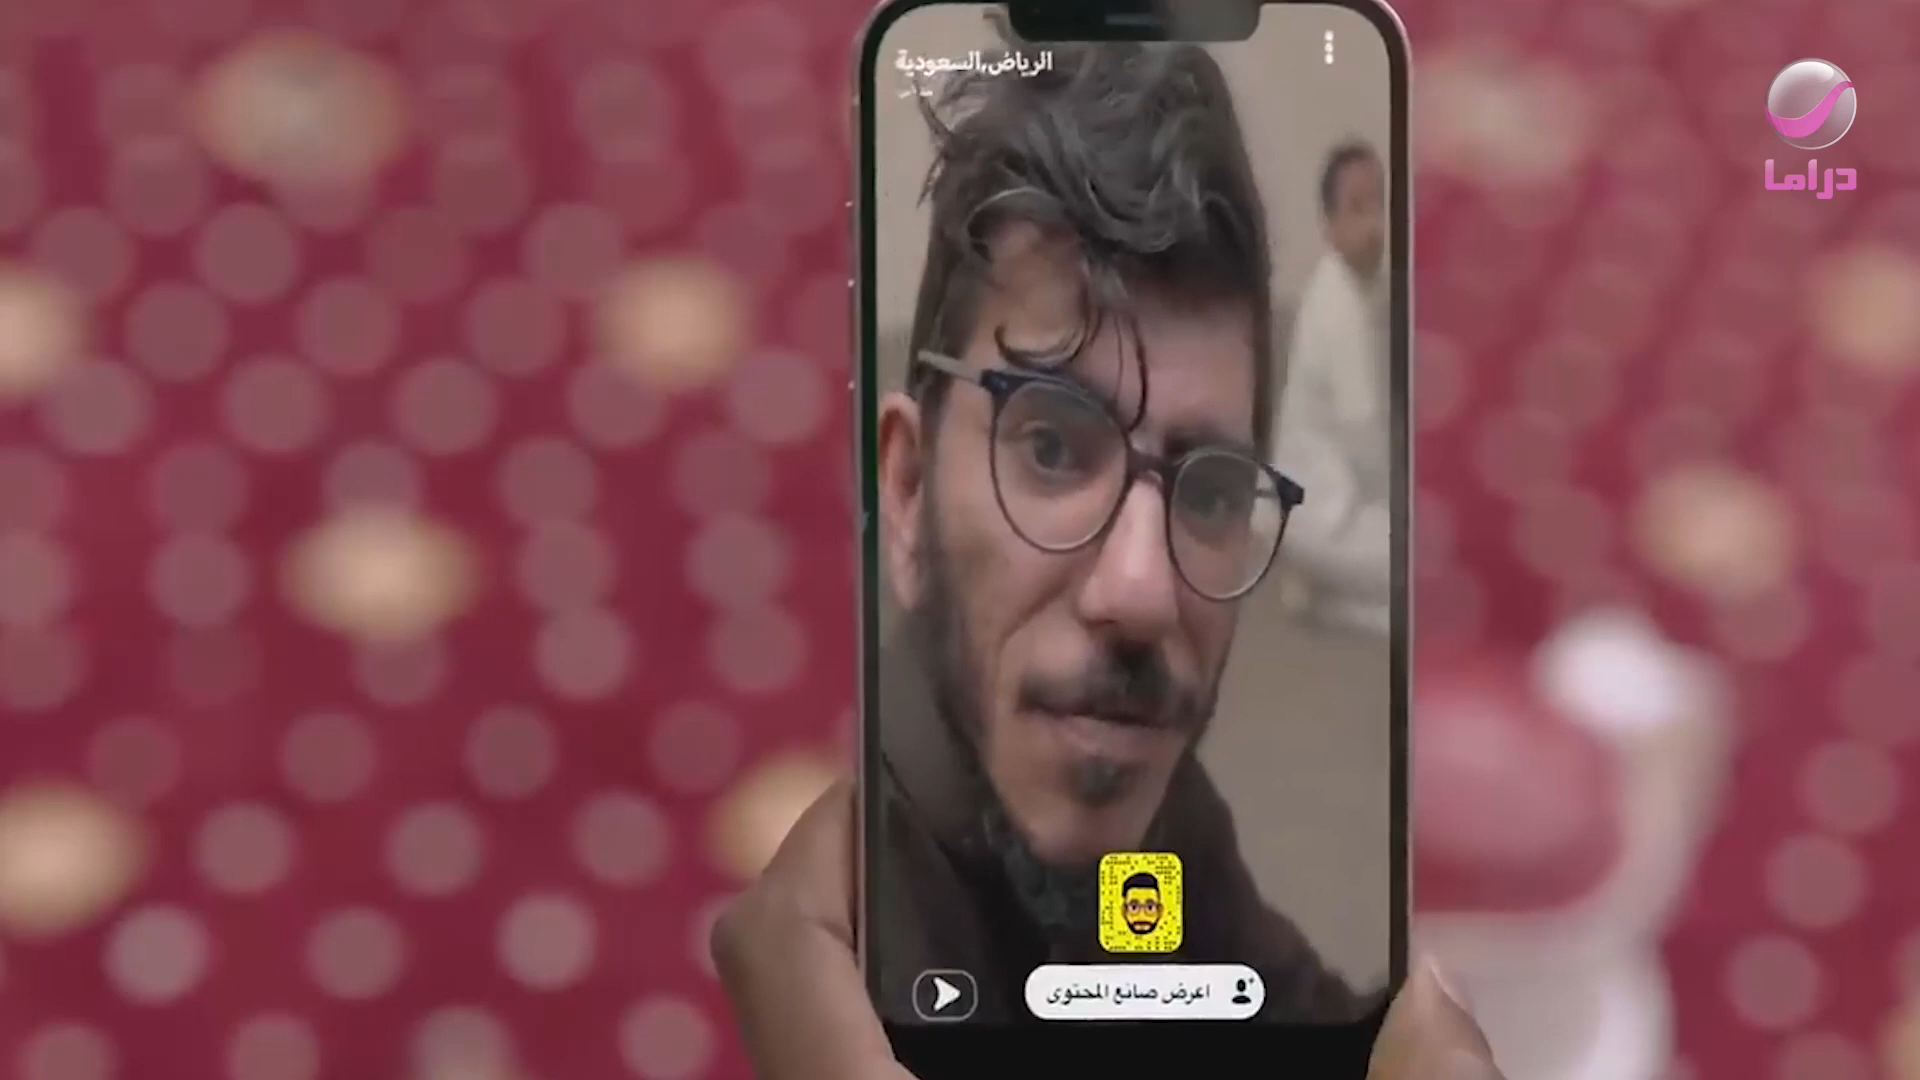 الرياض,السعودية
دراما
اعرض صانع المحتوى